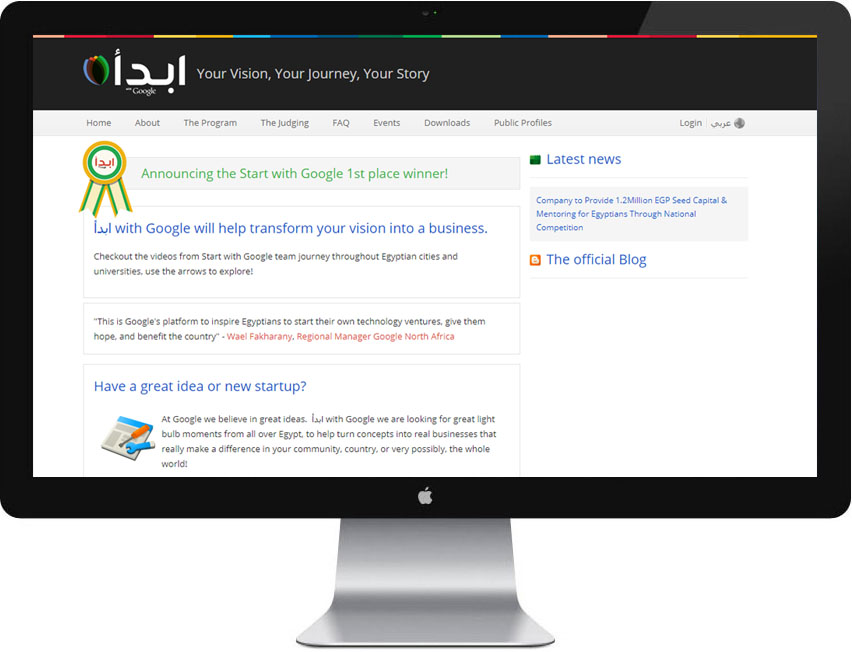 ابدأ
with Google
Your Vision, Your Journey, Your Story
Home About The Program The Judging FAQ Events Downloads Public Profiles Login عربي
ابدأ
Announcing the Start with Google 1st place winner!
ابدأ with Google will help transform your vision into a business.
Checkout the videos from Start with Google team journey throughout Egyptian cities and
universities, use the arrows to explore!
"This is Google's platform to inspire Egyptians to start their own technology ventures, give them
hope, and benefit the country" - Wael Fakharany, Regional Manager Google North Africa
Have a great idea or new startup?
At Google we believe in great ideas. ابدأ with Google we are looking for great light
bulb moments from all over Egypt, to help turn concepts into real businesses that
really make a difference in your community, country, or very possibly, the whole
world!
Latest news
Company to Provide 1.2Million EGP Seed Capital &
Mentoring for Egyptians Through National
Competition
The official Blog